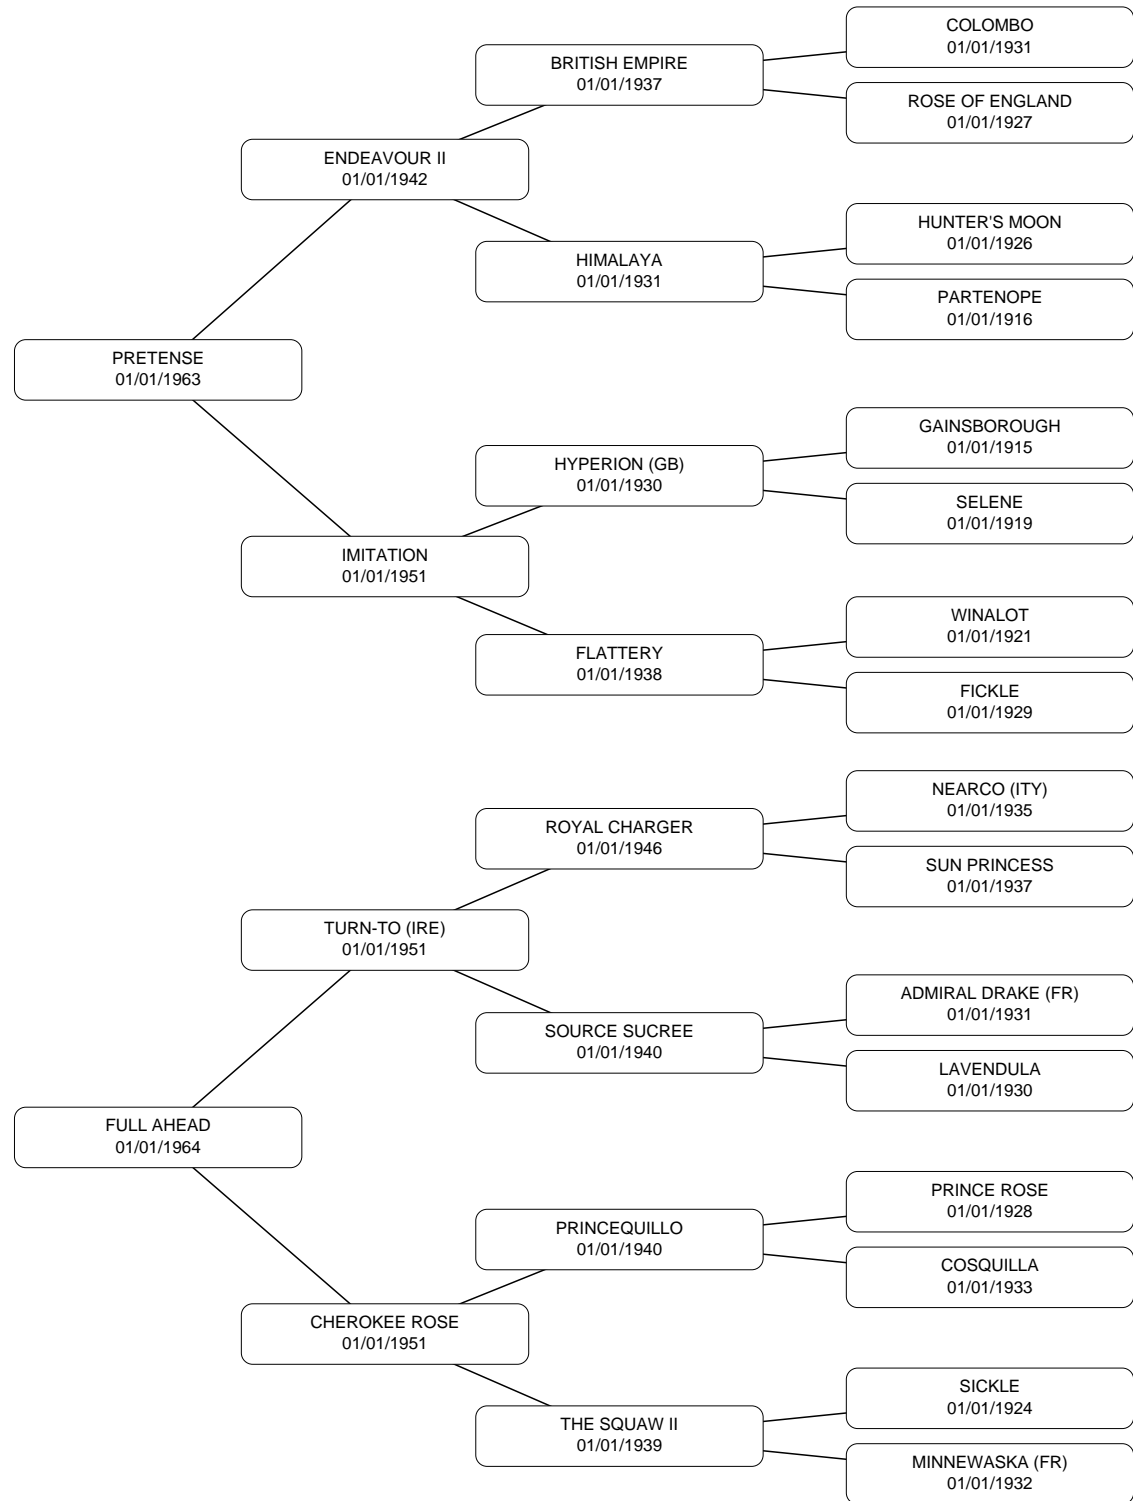 COLOMBO
01/01/1931
BRITISH EMPIRE
01/01/1937
ROSE OF ENGLAND
01/01/1927
ENDEAVOUR II
01/01/1942
HUNTER'S MOON
01/01/1926
HIMALAYA
01/01/1931
PARTENOPE
01/01/1916
PRETENSE
01/01/1963
GAINSBOROUGH
01/01/1915
HYPERION (GB)
01/01/1930
SELENE
01/01/1919
IMITATION
01/01/1951
WINALOT
01/01/1921
FLATTERY
01/01/1938
FICKLE
01/01/1929
NEARCO (ITY)
01/01/1935
ROYAL CHARGER
01/01/1946
SUN PRINCESS
01/01/1937
TURN-TO (IRE)
01/01/1951
ADMIRAL DRAKE (FR)
01/01/1931
SOURCE SUCREE
01/01/1940
LAVENDULA
01/01/1930
FULL AHEAD
01/01/1964
PRINCE ROSE
01/01/1928
PRINCEQUILLO
01/01/1940
COSQUILLA
01/01/1933
CHEROKEE ROSE
01/01/1951
SICKLE
01/01/1924
THE SQUAW II
01/01/1939
MINNEWASKA (FR)
01/01/1932